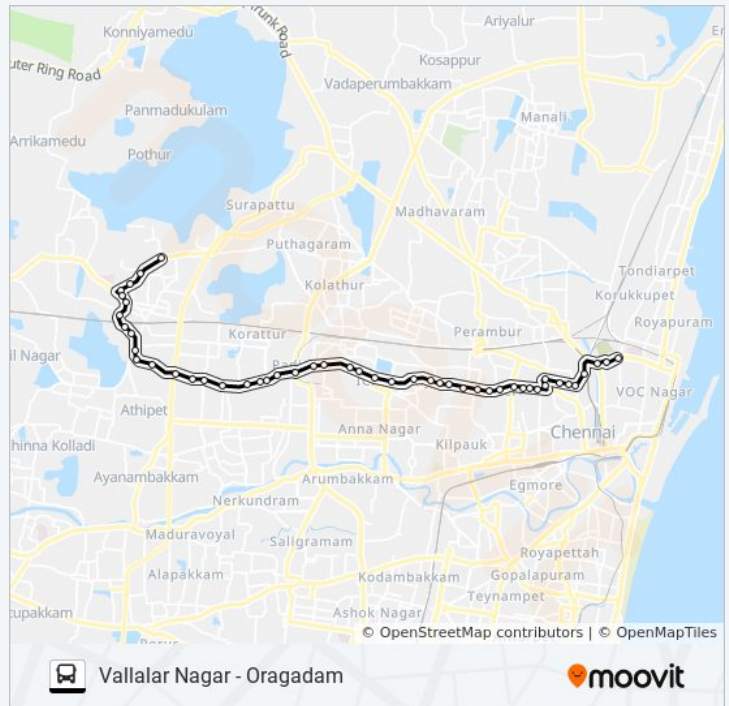 Ariyalur
Konniyamedu
Trunk Road
Kosappur
uter Ring Road
Vadaperumbakkam
Panmadukulam
Manali
Arrikamedu
Pothur
Surapattu
Madhavaram
Puthagaram
Tondiarpet
Kolathur
Korukkupet
Royapuram
Korattur
Perambur
il Nagar
VOC Nagar
Athipet
Anna Nagar
Chennai
hinna Kolladi
Kilpauk
Ayanambakkam
Arumbakkam
Egmore
Nerkundram
Maduravoyal
Saligramam
Royapettah
Alapakkam
Kodambakkam
Gopalapuram
Teynampet
tupakkam
Ashok Nagar
© OpenStreetMap contributors | © OpenMapTiles
Vallalar Nagar - Oragadam
moovit